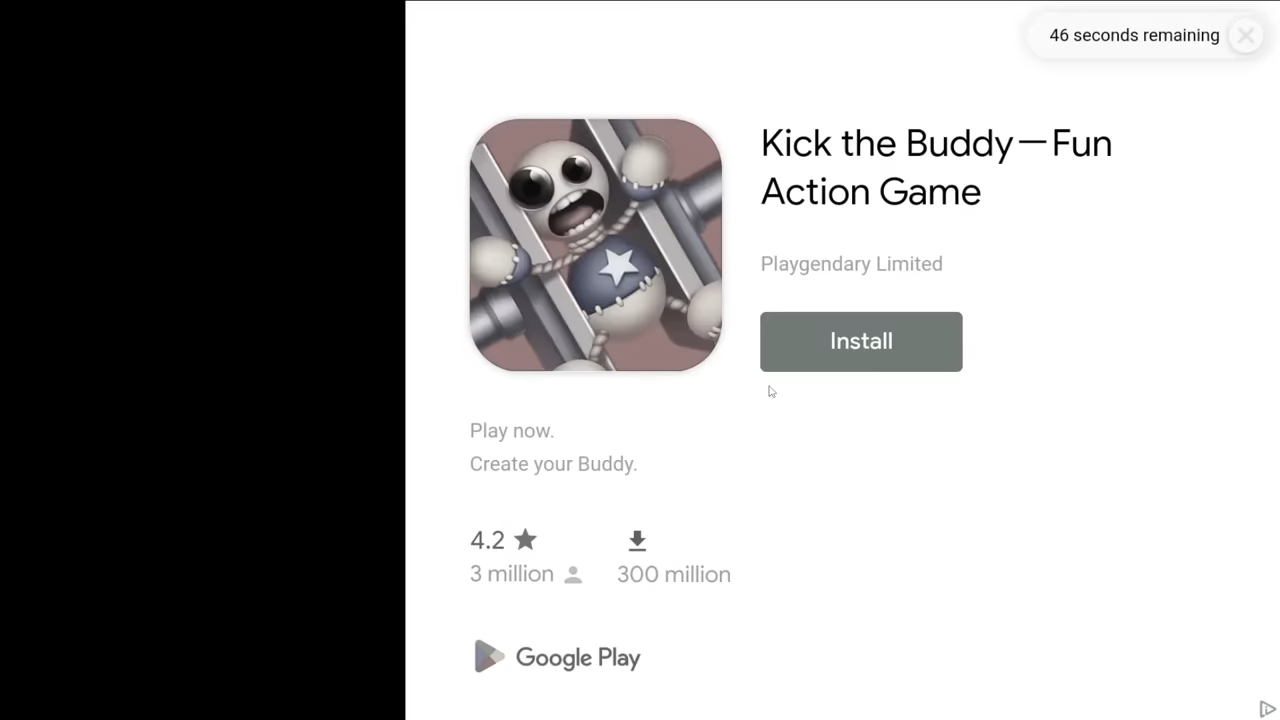 46 seconds remaining
Kick the Buddy—Fun
Action Game
Playgendary Limited
Install
Play now.
Create your Buddy.
4.2
3 million
300 million
Google Play